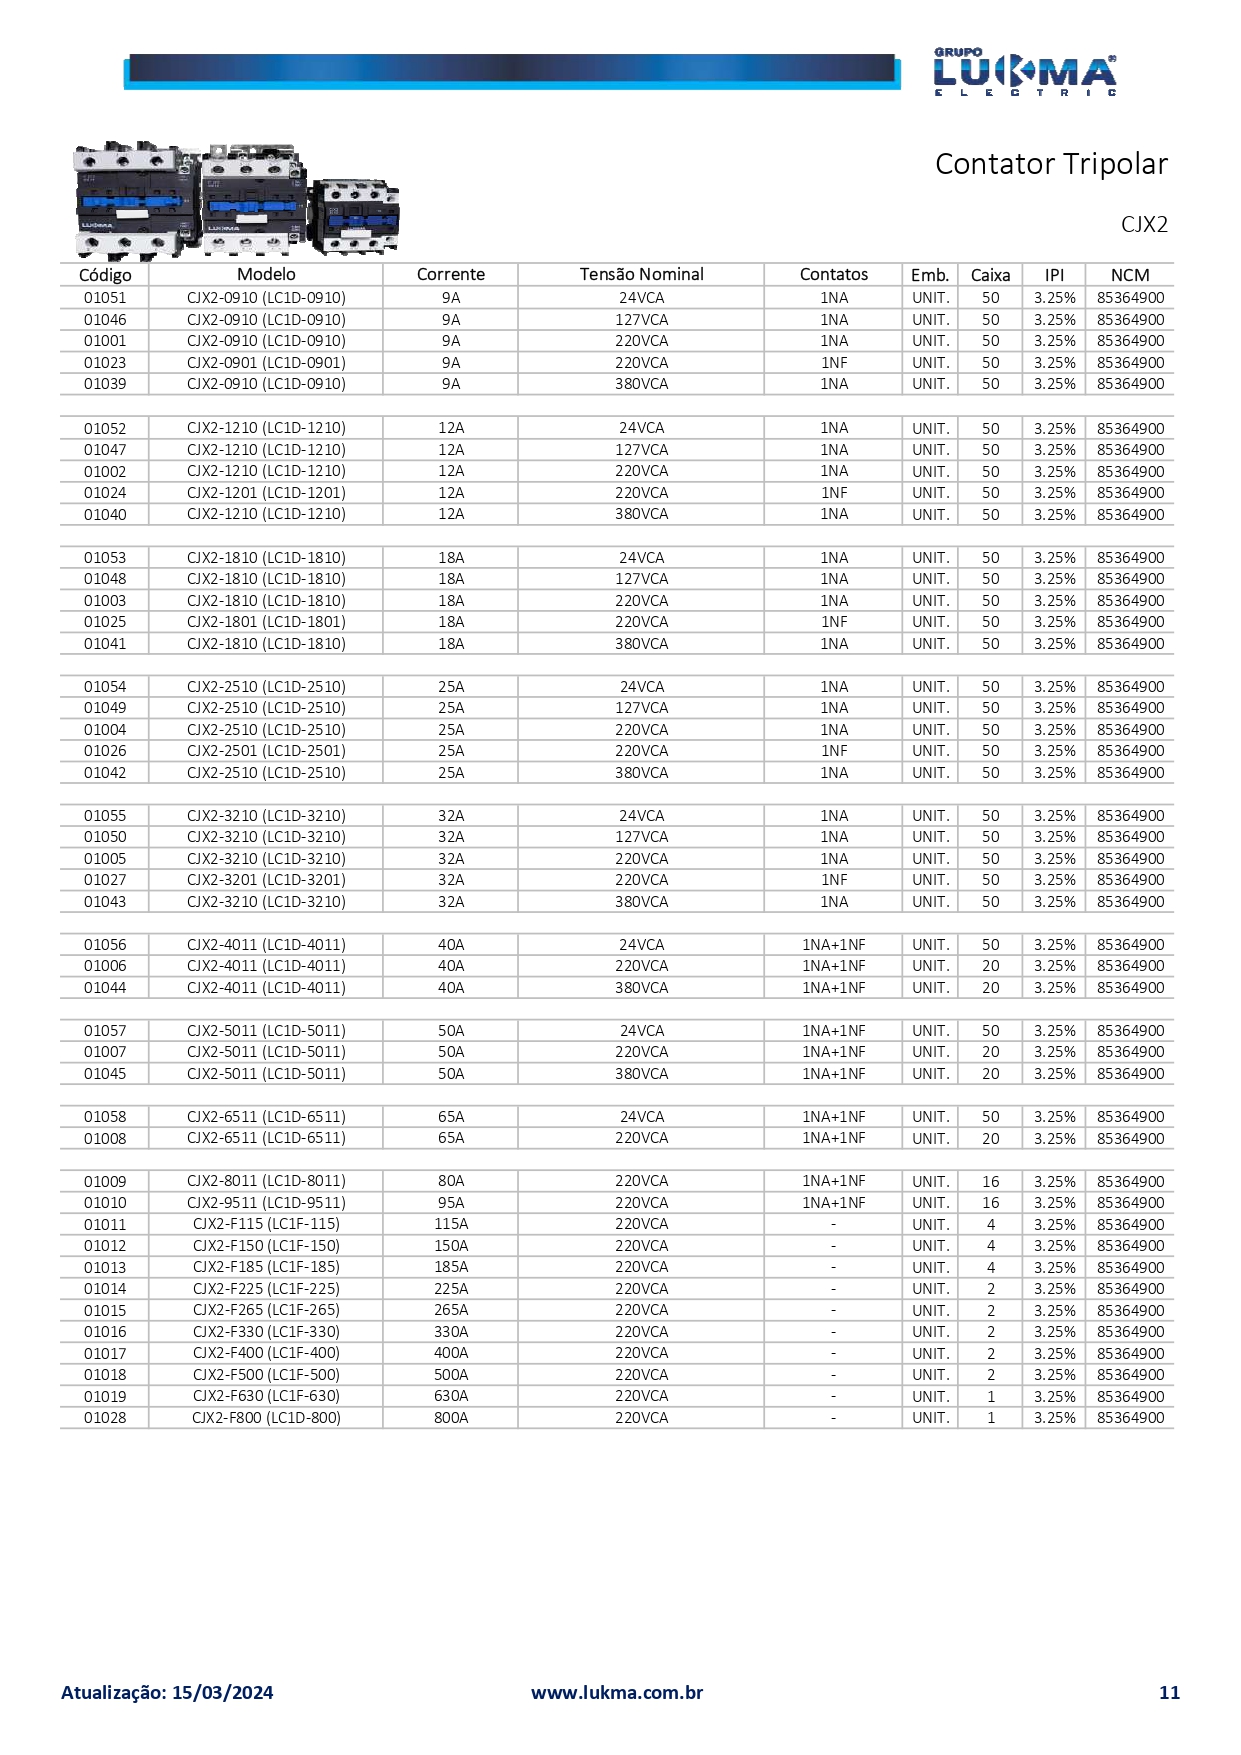 GRUPO
LUKMA®
ELECTRIC
Contator Tripolar
CJX2
LUKMA
LUKMA
Código Modelo Corrente Tensão Nominal Contatos Emb. Caixa IPI NCM
01051 CJX2-0910 (LC1D-0910) 9A 24VCA 1NA UNIT. 50 3.25% 85364900
01046 CJX2-0910 (LC1D-0910) 9A 127VCA 1NA UNIT. 50 3.25% 85364900
01001 CJX2-0910 (LC1D-0910) 9A 220VCA 1NA UNIT. 50 3.25% 85364900
01023 CJX2-0901 (LC1D-0901) 9A 220VCA 1NF UNIT. 50 3.25% 85364900
01039 CJX2-0910 (LC1D-0910) 9A 380VCA 1NA UNIT. 50 3.25% 85364900
01052 CJX2-1210 (LC1D-1210) 12A 24VCA 1NA UNIT. 50 3.25% 85364900
01047 CJX2-1210 (LC1D-1210) 12A 127VCA 1NA UNIT. 50 3.25% 85364900
01002 CJX2-1210 (LC1D-1210) 12A 220VCA 1NA UNIT. 50 3.25% 85364900
01024 CJX2-1201 (LC1D-1201) 12A 220VCA 1NF UNIT. 50 3.25% 85364900
01040 CJX2-1210 (LC1D-1210) 12A 380VCA 1NA UNIT. 50 3.25% 85364900
01053 CJX2-1810 (LC1D-1810) 18A 24VCA 1NA UNIT. 50 3.25% 85364900
01048 CJX2-1810 (LC1D-1810) 18A 127VCA 1NA UNIT. 50 3.25% 85364900
01003 CJX2-1810 (LC1D-1810) 18A 220VCA 1NA UNIT. 50 3.25% 85364900
01025 CJX2-1801 (LC1D-1801) 18A 220VCA 1NF UNIT. 50 3.25% 85364900
01041 CJX2-1810 (LC1D-1810) 18A 380VCA 1NA UNIT. 50 3.25% 85364900
01054 CJX2-2510 (LC1D-2510) 25A 24VCA 1NA UNIT. 50 3.25% 85364900
01049 CJX2-2510 (LC1D-2510) 25A 127VCA 1NA UNIT. 50 3.25% 85364900
01004 CJX2-2510 (LC1D-2510) 25A 220VCA 1NA UNIT. 50 3.25% 85364900
01026 CJX2-2501 (LC1D-2501) 25A 220VCA 1NF UNIT. 50 3.25% 85364900
01042 CJX2-2510 (LC1D-2510) 25A 380VCA 1NA UNIT. 50 3.25% 85364900
01055 CJX2-3210 (LC1D-3210) 32A 24VCA 1NA UNIT. 50 3.25% 85364900
01050 CJX2-3210 (LC1D-3210) 32A 127VCA 1NA UNIT. 50 3.25% 85364900
01005 CJX2-3210 (LC1D-3210) 32A 220VCA 1NA UNIT. 50 3.25% 85364900
01027 CJX2-3201 (LC1D-3201) 32A 220VCA 1NF UNIT. 50 3.25% 85364900
01043 CJX2-3210 (LC1D-3210) 32A 380VCA 1NA UNIT. 50 3.25% 85364900
01056 CJX2-4011 (LC1D-4011) 40A 24VCA 1NA+1NF UNIT. 50 3.25% 85364900
01006 CJX2-4011 (LC1D-4011) 40A 220VCA 1NA+1NF UNIT. 20 3.25% 85364900
01044 CJX2-4011 (LC1D-4011) 40A 380VCA 1NA+1NF UNIT. 20 3.25% 85364900
01057 CJX2-5011 (LC1D-5011) 50A 24VCA 1NA+1NF UNIT. 50 3.25% 85364900
01007 CJX2-5011 (LC1D-5011) 50A 220VCA 1NA+1NF UNIT. 20 3.25% 85364900
01045 CJX2-5011 (LC1D-5011) 50A 380VCA 1NA+1NF UNIT. 20 3.25% 85364900
01058 CJX2-6511 (LC1D-6511) 65A 24VCA 1NA+1NF UNIT. 50 3.25% 85364900
01008 CJX2-6511 (LC1D-6511) 65A 220VCA 1NA+1NF UNIT. 20 3.25% 85364900
01009 CJX2-8011 (LC1D-8011) 80A 220VCA 1NA+1NF UNIT. 16 3.25% 85364900
01010 CJX2-9511 (LC1D-9511) 95A 220VCA 1NA+1NF UNIT. 16 3.25% 85364900
01011 CJX2-F115 (LC1F-115) 115A 220VCA - UNIT. 4 3.25% 85364900
01012 CJX2-F150 (LC1F-150) 150A 220VCA - UNIT. 4 3.25% 85364900
01013 CJX2-F185 (LC1F-185) 185A 220VCA - UNIT. 4 3.25% 85364900
01014 CJX2-F225 (LC1F-225) 225A 220VCA - UNIT. 2 3.25% 85364900
01015 CJX2-F265 (LC1F-265) 265A 220VCA - UNIT. 2 3.25% 85364900
01016 CJX2-F330 (LC1F-330) 330A 220VCA - UNIT. 2 3.25% 85364900
01017 CJX2-F400 (LC1F-400) 400A 220VCA - UNIT. 2 3.25% 85364900
01018 CJX2-F500 (LC1F-500) 500A 220VCA - UNIT. 2 3.25% 85364900
01019 CJX2-F630 (LC1F-630) 630A 220VCA - UNIT. 1 3.25% 85364900
01028 CJX2-F800 (LC1D-800) 800A 220VCA - UNIT. 1 3.25% 85364900
Atualização: 15/03/2024 www.lukma.com.br 11